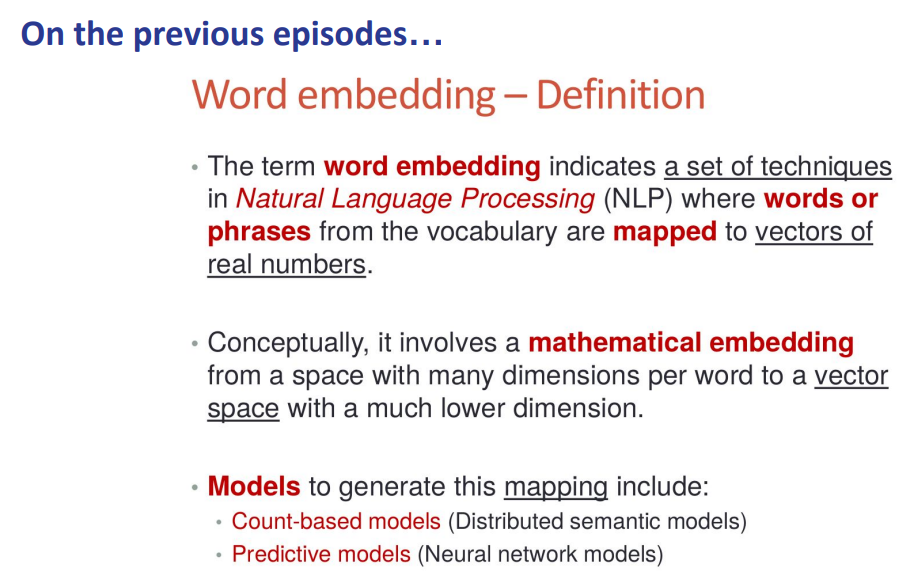 On the previous episodes...
Word embedding – Definition
• The term word embedding indicates a set of techniques
in Natural Language Processing (NLP) where words or
phrases from the vocabulary are mapped to vectors of
real numbers.
• Conceptually, it involves a mathematical embedding
from a space with many dimensions per word to a vector
space with a much lower dimension.
• Models to generate this mapping include:
• Count-based models (Distributed semantic models)
• Predictive models (Neural network models)